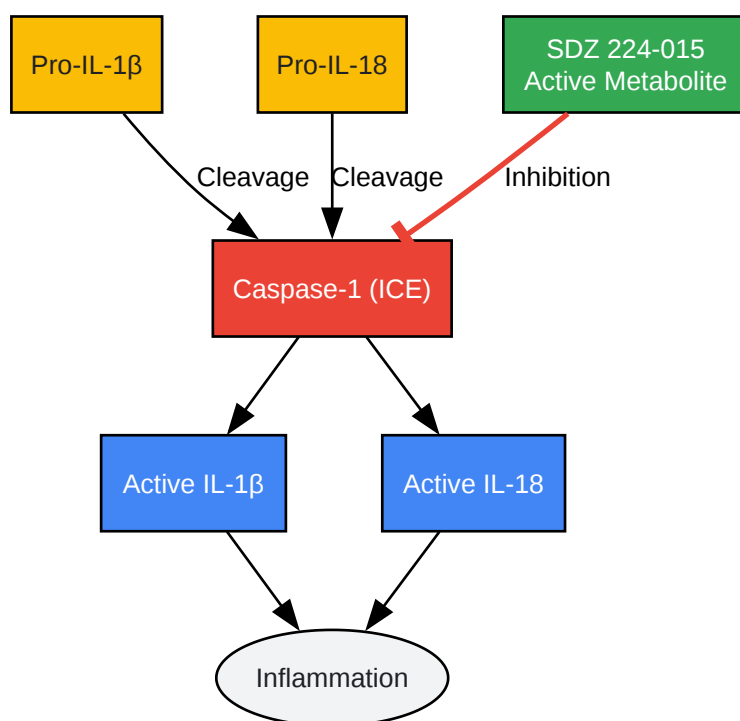 Pro-IL-1β
Pro-IL-18
SDZ 224-015
Active Metabolite
Cleavage
Cleavage
Inhibition
Caspase-1 (ICE)
Active IL-1β
Active IL-18
Inflammation